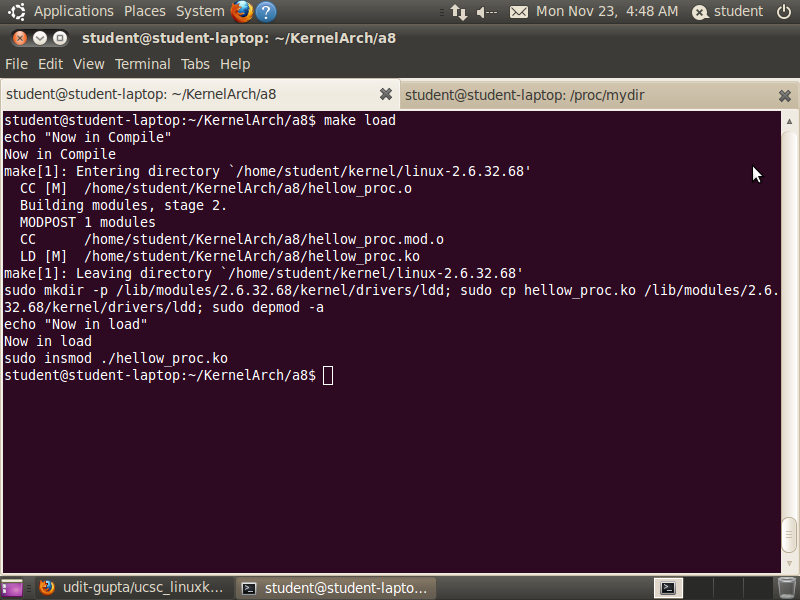 Applications Places System Mon Nov 23, 4:48 AM student
student@student-laptop: ~/KernelArch/a8
File Edit View Terminal Tabs Help
student@student-laptop: ~/KernelArch/a8 student@student-laptop: /proc/mydir
student@student-laptop:~/KernelArch/a8$ make load
echo "Now in Compile"
Now in Compile
make[1]: Entering directory `/home/student/kernel/linux-2.6.32.68'
  CC [M]  /home/student/KernelArch/a8/hellow_proc.o
  Building modules, stage 2.
  MODPOST 1 modules
  CC      /home/student/KernelArch/a8/hellow_proc.mod.o
  LD [M]  /home/student/KernelArch/a8/hellow_proc.ko
make[1]: Leaving directory `/home/student/kernel/linux-2.6.32.68'
sudo mkdir -p /lib/modules/2.6.32.68/kernel/drivers/ldd; sudo cp hellow_proc.ko /lib/modules/2.6.
32.68/kernel/drivers/ldd; sudo depmod -a
echo "Now in load"
Now in load
sudo insmod ./hellow_proc.ko
student@student-laptop:~/KernelArch/a8$
udit-gupta/ucsc_linuxk... student@student-lapto...